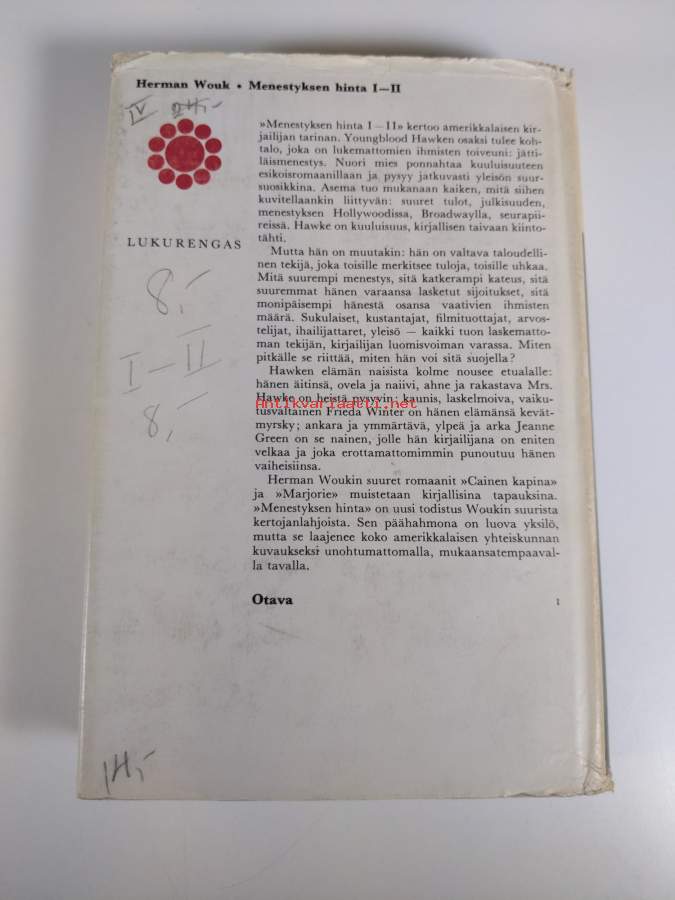 Herman Wouk • Menestyksen hinta I—II
IV 24,-
»Menestyksen hinta I—II» kertoo amerikkalaisen kir-
jailijan tarinan. Youngblood Hawken osaksi tulee koh-
talo, joka on lukemattomien ihmisten toiveuni: jätti-
läismenestys. Nuori mies ponnahtaa kuuluisuuteen
esikoisromaanillaan ja pysyy jatkuvasti yleisön suur-
suosikkina. Asema tuo mukanaan kaiken, mitä siihen
kuvitellaankin liittyvän: suuret tulot, julkisuuden,
menestyksen Hollywoodissa, Broadwaylla, seurapii-
reissä. Hawke on kuuluisuus, kirjallisen taivaan kiinto-
tähti.
LUKURENGAS
Mutta hän on muutakin: hän on valtava taloudelli-
nen tekijä, joka toisille merkitsee tuloja, toisille uhkaa.
Mitä suurempi menestys, sitä katkerampi kateus, sitä
suuremmat hänen varaansa lasketut sijoitukset, sitä
monipäisempi hänestä osansa vaativien ihmisten
määrä. Sukulaiset, kustantajat, filmituottajat, arvos-
telijat, ihailijattaret, yleisö — kaikki tuon laskematto-
man tekijän, kirjailijan luomisvoiman varassa. Miten
pitkälle se riittää, miten hän voi sitä suojella?
8,-
I—II
8,-
Hawken elämän naisista kolme nousee etualalle:
hänen äitinsä, ovela ja naiivi, ahne ja rakastava Mrs.
Hawke on heistä pysyvin; kaunis, laskelmoiva, vaiku-
tusvaltainen Frieda Winter on hänen elämänsä kevät-
myrsky; ankara ja ymmärtävä, ylpeä ja arka Jeanne
Green on se nainen, jolle hän kirjailijana on eniten
velkaa ja joka erottamattomimmin punoutuu hänen
vaiheisiinsa.
Antikvariaatti.net
Herman Woukin suuret romaanit »Cainen kapina»
ja »Marjorie» muistetaan kirjallisina tapauksina.
»Menestyksen hinta» on uusi todistus Woukin suurista
kertojanlahjoista. Sen päähahmona on luova yksilö,
mutta se laajenee koko amerikkalaisen yhteiskunnan
kuvaukseksi unohtumattomalla, mukaansatempaaval-
la tavalla.
Otava
1
14,-